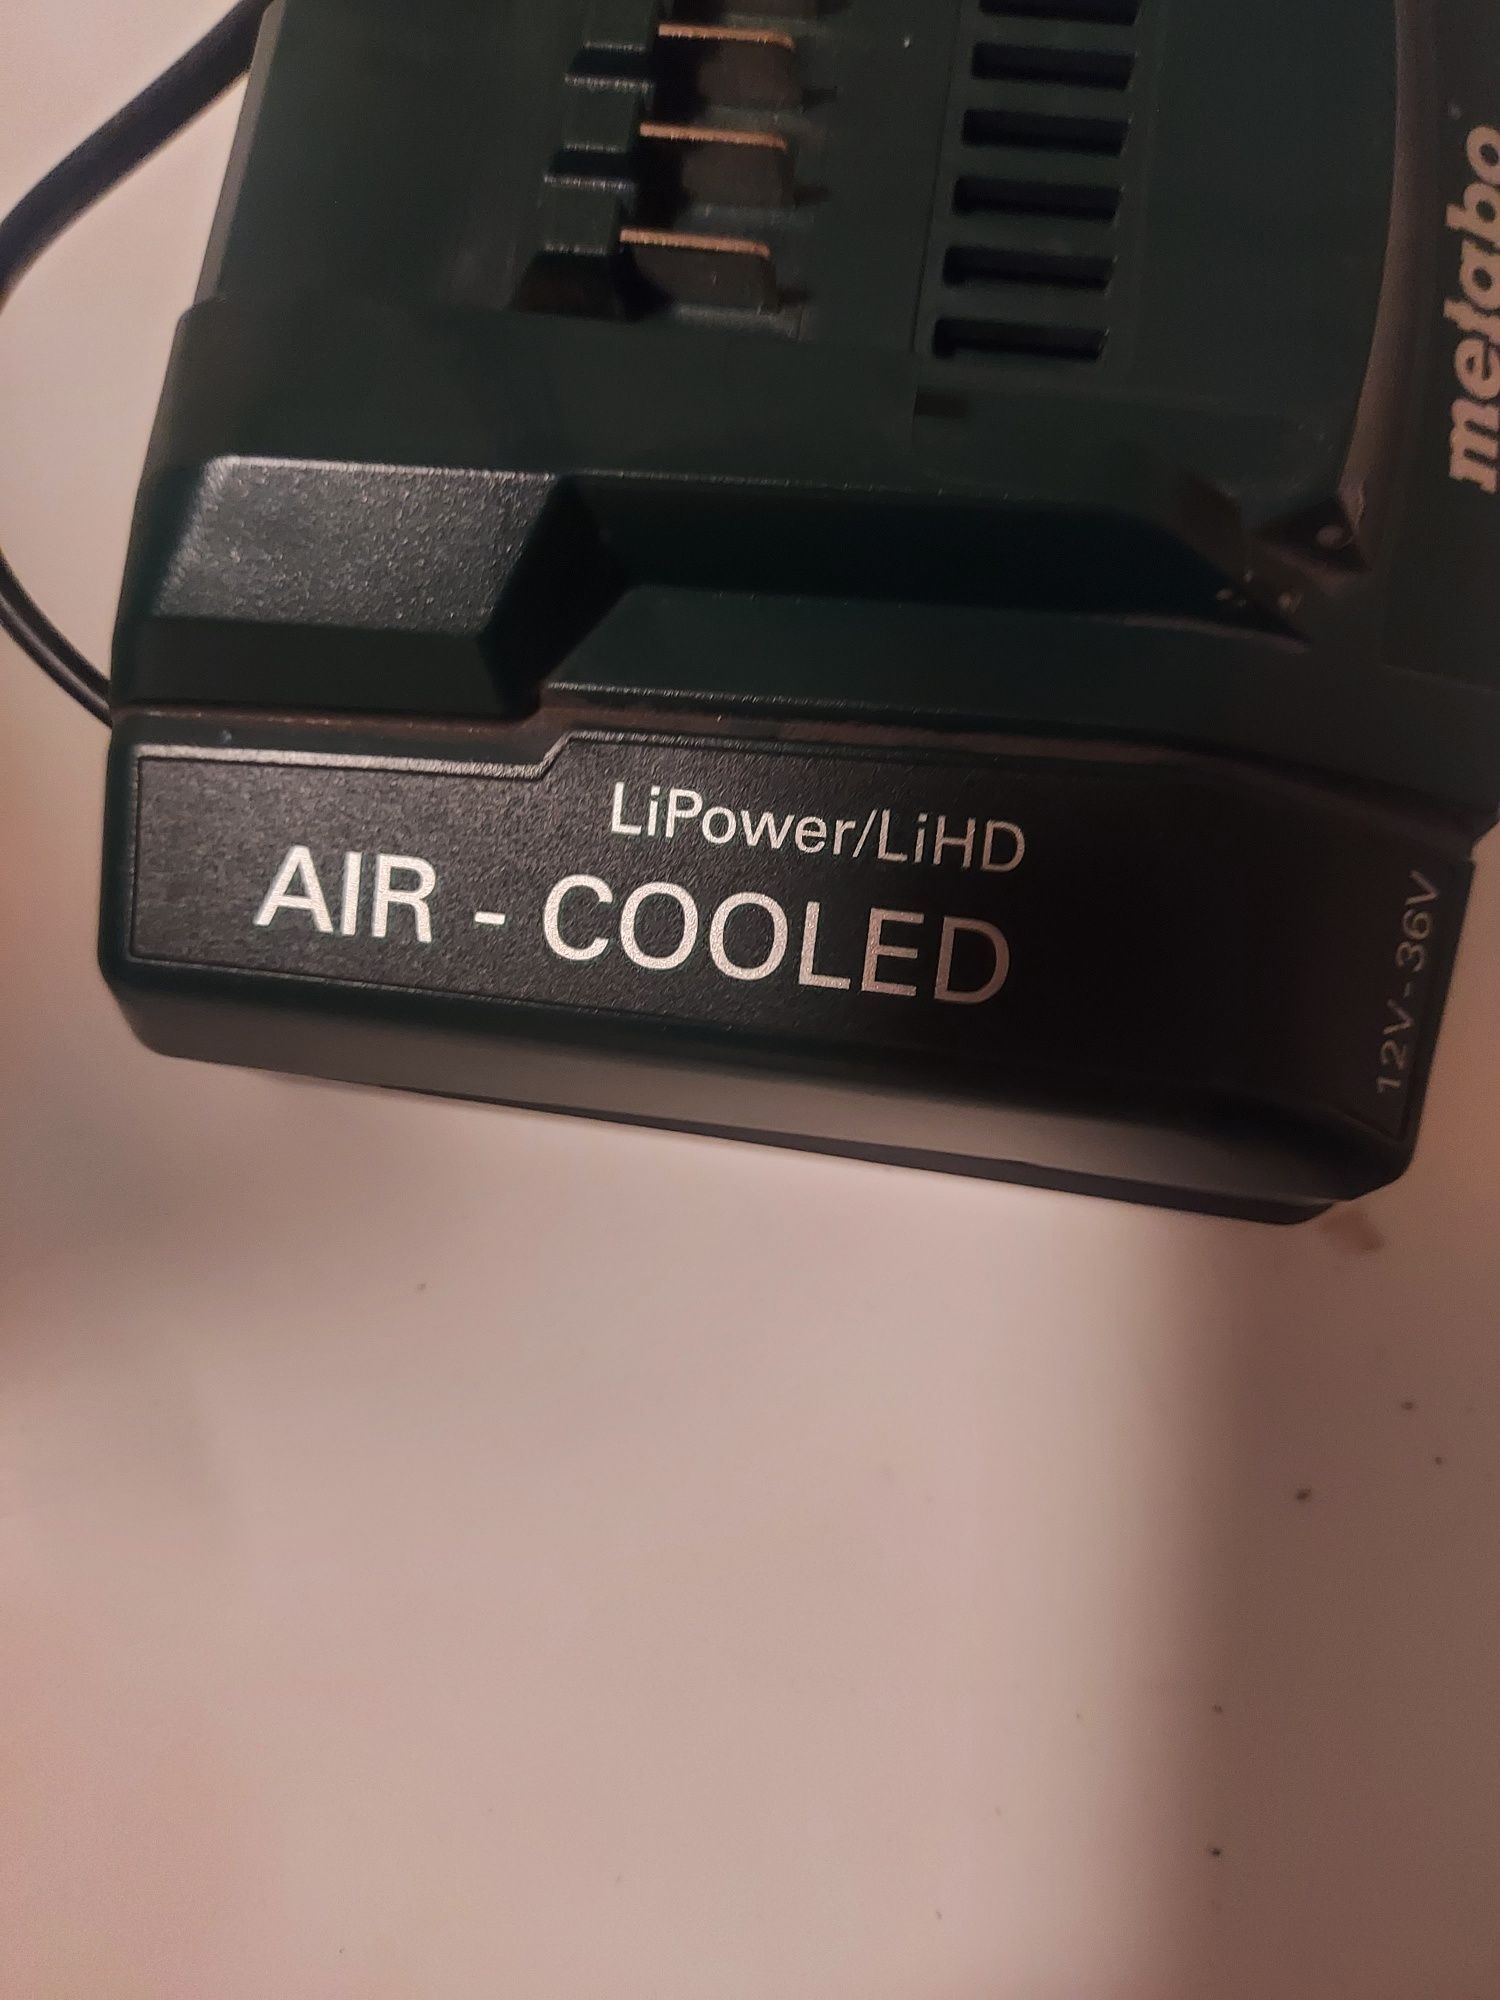 metabo
LiPower/LiHD
AIR - COOLED
12V-36V